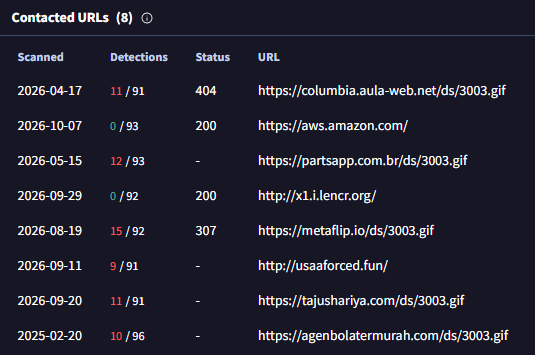 Contacted URLs (8)
Scanned Detections Status URL
2026-04-17 11 / 91 404 https://columbia.aula-web.net/ds/3003.gif
2026-10-07 0 / 93 200 https://aws.amazon.com/
2026-05-15 12 / 93 - https://partsapp.com.br/ds/3003.gif
2026-09-29 0 / 92 200 http://x1.i.lencr.org/
2026-08-19 15 / 92 307 https://metaflip.io/ds/3003.gif
2026-09-11 9 / 91 - http://usaaforced.fun/
2026-09-20 11 / 91 - https://tajushariya.com/ds/3003.gif
2025-02-20 10 / 96 - https://agenbolatermurah.com/ds/3003.gif